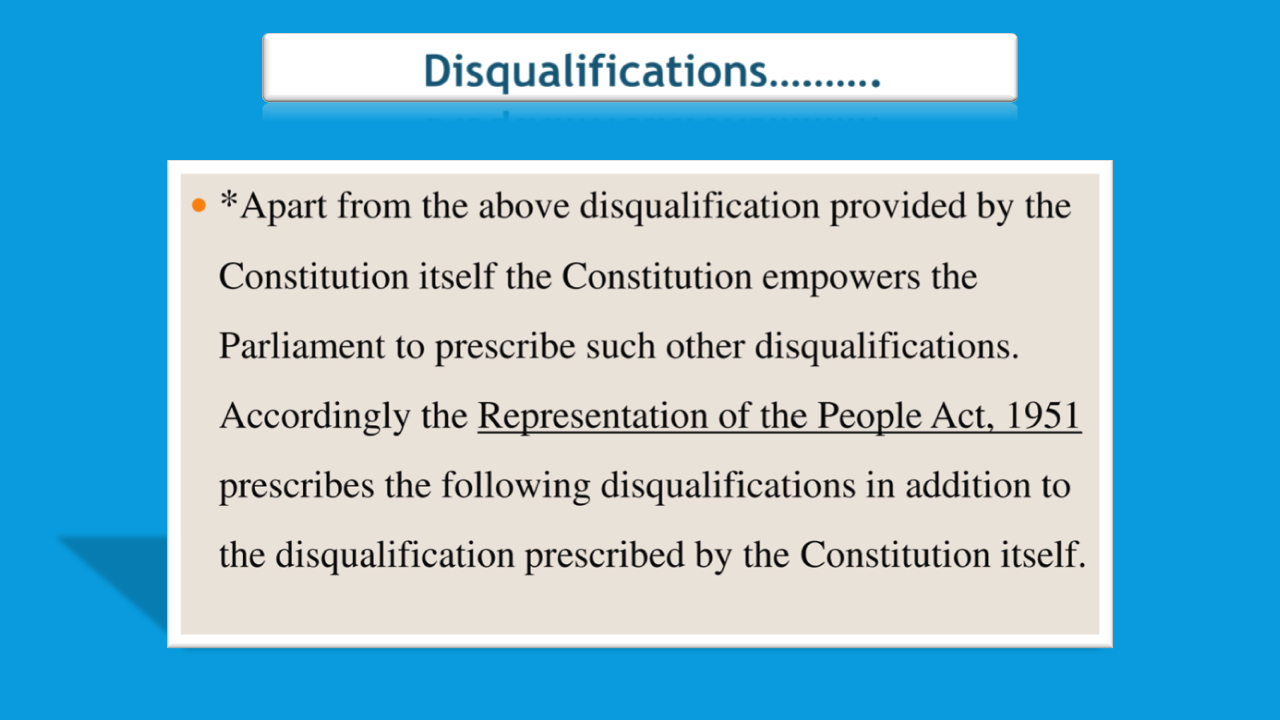 Disqualifications..........
• *Apart from the above disqualification provided by the
Constitution itself the Constitution empowers the
Parliament to prescribe such other disqualifications.
Accordingly the Representation of the People Act, 1951
prescribes the following disqualifications in addition to
the disqualification prescribed by the Constitution itself.